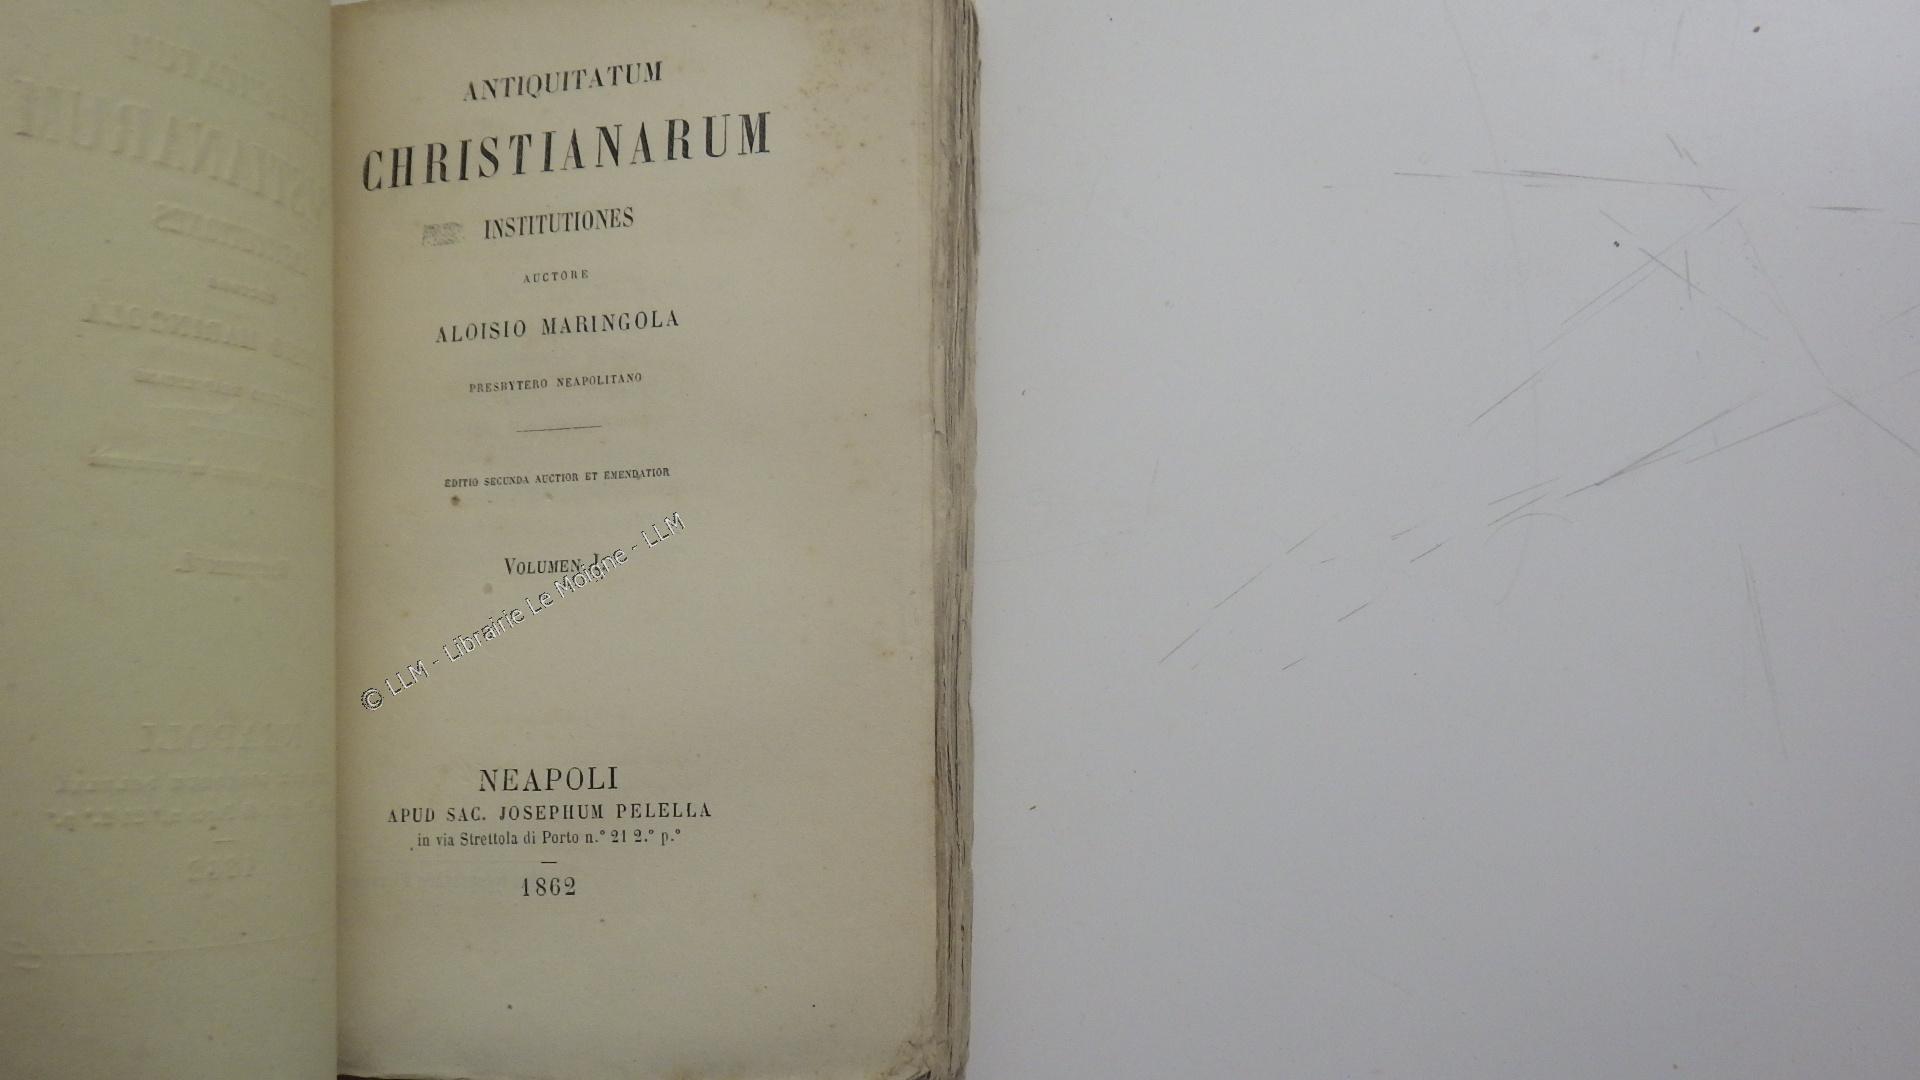 ANTIQUITATUM
CHRISTIANARUM
INSTITUTIONES
AUCTORE
ALOISIO MARINGOLA
PRESBYTERO NEAPOLITANO
EDITIO SECUNDA AUCTIOR ET EMENDATIOR
VOLUMEN I.
© LLM - Librairie Le Moigne - LLM
NEAPOLI
APUD SAC. JOSEPHUM PELELLA
in via Strettola di Porto n.° 21 2.° p.°
1862